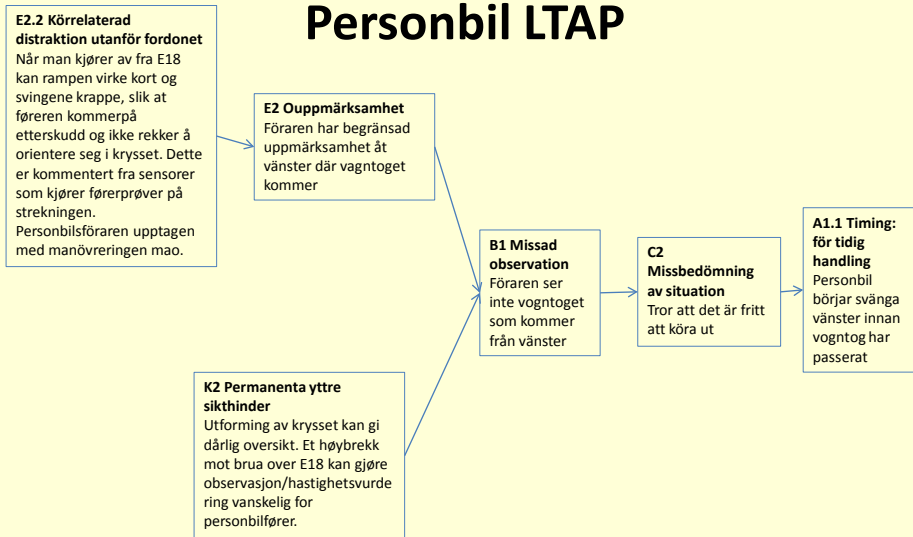 Personbil LTAP
E2.2 Körrelaterad
distraktion utanför fordonet
Når man kjører av fra E18
kan rampen virke kort og
svingene krappe, slik at
føreren kommerpå
etterskudd og ikke rekker å
orientere seg i krysset. Dette
er kommentert fra sensorer
som kjører førerprøver på
strekningen.
Personbilsföraren upptagen
med manövreringen mao.
E2 Ouppmärksamhet
Föraren har begränsad
uppmärksamhet åt
vänster där vagntoget
kommer
K2 Permanenta yttre
sikthinder
Utforming av krysset kan gi
dårlig oversikt. Et høybrekk
mot brua over E18 kan gjøre
observasjon/hastighetsvurde
ring vanskelig for
personbilfører.
B1 Missad
observation
Föraren ser
inte vogntoget
som kommer
från vänster
C2
Missbedömning
av situation
Tror att det är fritt
att köra ut
A1.1 Timing:
för tidig
handling
Personbil
börjar svänga
vänster innan
vogntog har
passerat